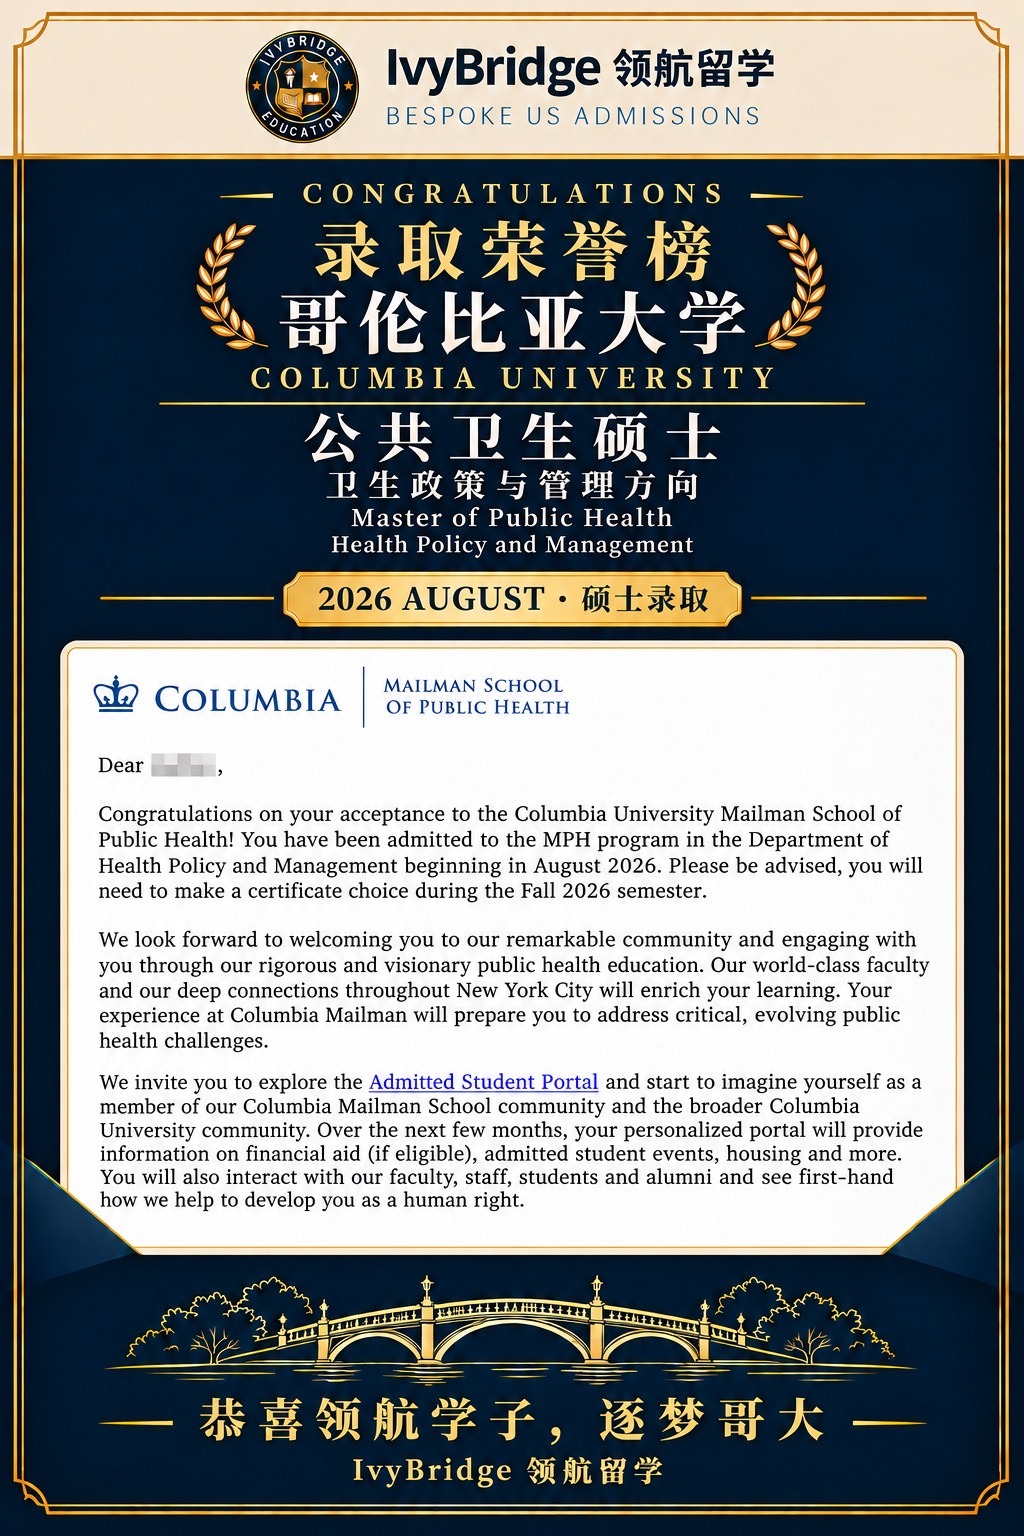 IVYBRIDGE
EDUCATION
IvyBridge 领航留学
BESPOKE US ADMISSIONS
CONGRATULATIONS
录取荣誉榜
哥伦比亚大学
COLUMBIA UNIVERSITY
公共卫生硕士
卫生政策与管理方向
Master of Public Health
Health Policy and Management
2026 AUGUST · 硕士录取
COLUMBIA
MAILMAN SCHOOL
OF PUBLIC HEALTH
Dear ,
Congratulations on your acceptance to the Columbia University Mailman School of
Public Health! You have been admitted to the MPH program in the Department of
Health Policy and Management beginning in August 2026. Please be advised, you will
need to make a certificate choice during the Fall 2026 semester.
We look forward to welcoming you to our remarkable community and engaging with
you through our rigorous and visionary public health education. Our world-class faculty
and our deep connections throughout New York City will enrich your learning. Your
experience at Columbia Mailman will prepare you to address critical, evolving public
health challenges.
We invite you to explore the Admitted Student Portal and start to imagine yourself as a
member of our Columbia Mailman School community and the broader Columbia
University community. Over the next few months, your personalized portal will provide
information on financial aid (if eligible), admitted student events, housing and more.
You will also interact with our faculty, staff, students and alumni and see first-hand
how we help to develop you as a human right.
恭喜领航学子，逐梦哥大
IvyBridge 领航留学